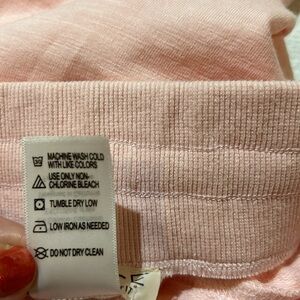 MACHINE WASH COLD
WITH LIKE COLORS
USE ONLY NON-
CHLORINE BLEACH
TUMBLE DRY LOW
LOW IRON AS NEEDED
DO NOT DRY CLEAN